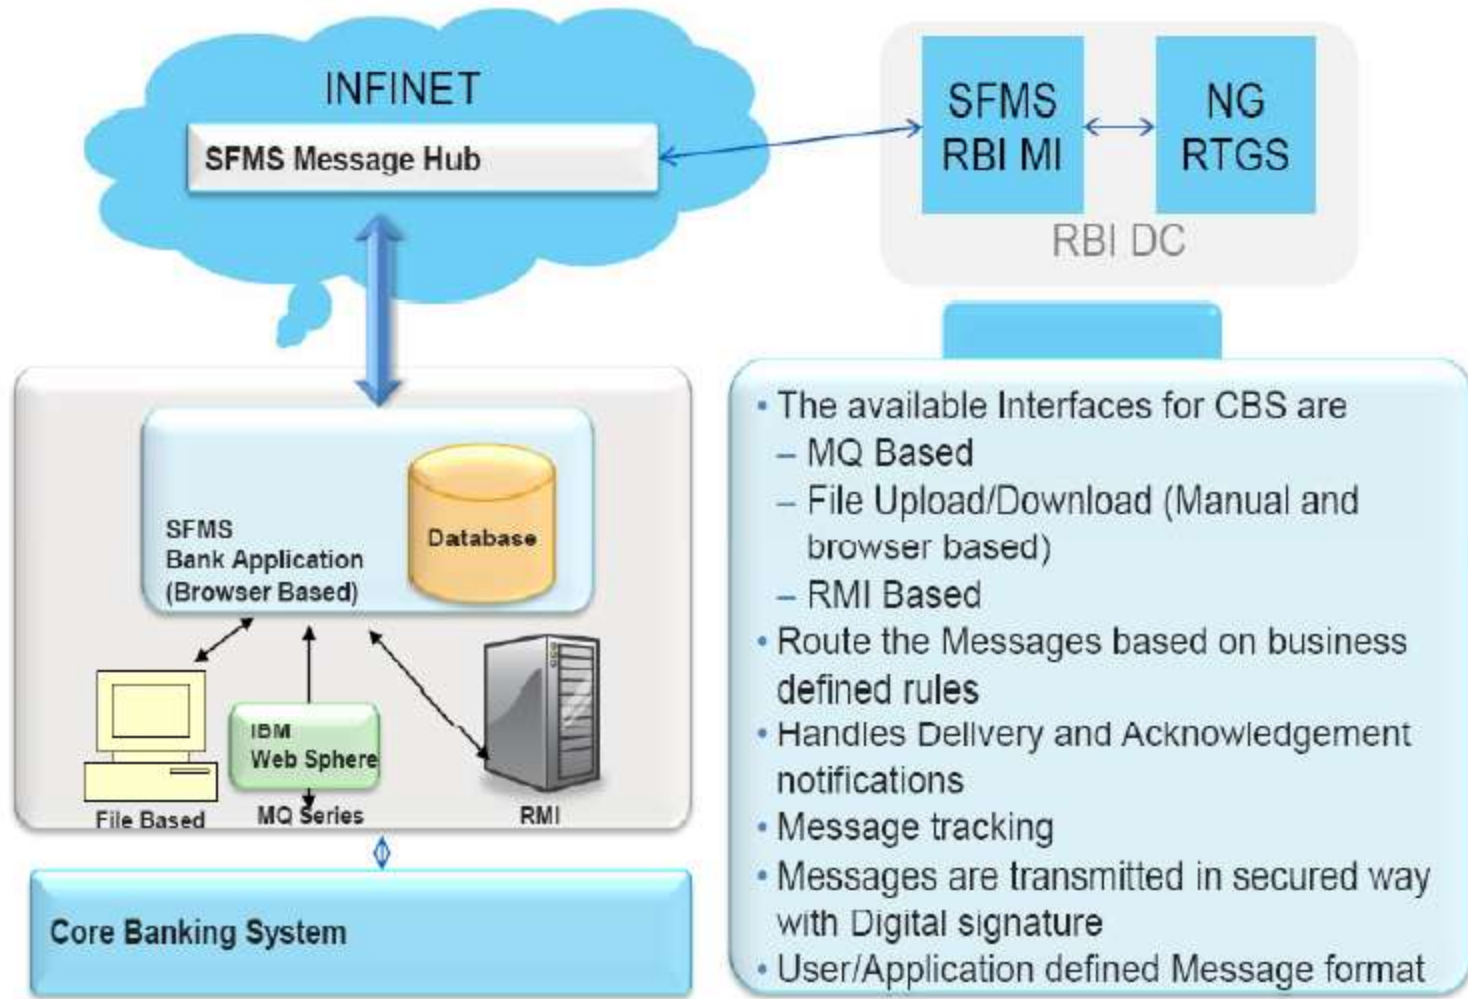 INFINET
SFMS Message Hub
SFMS
RBI MI
NG
RTGS
RBI DC
SFMS
Bank Application
(Browser Based)
Database
IBM
Web Sphere
File Based
MQ Series
RMI
Core Banking System
• The available Interfaces for CBS are
– MQ Based
– File Upload/Download (Manual and
browser based)
– RMI Based
• Route the Messages based on business
defined rules
• Handles Delivery and Acknowledgement
notifications
• Message tracking
• Messages are transmitted in secured way
with Digital signature
• User/Application defined Message format